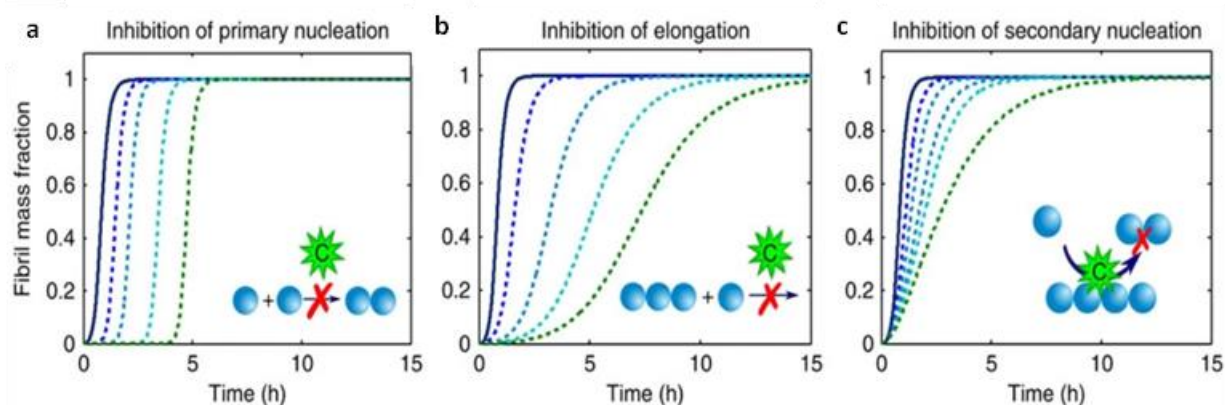 a Inhibition of primary nucleation
Fibril mass fraction
1
0.8
0.6
0.4
0.2
0
C
+
0 5 10 15
Time (h)
b Inhibition of elongation
1
0.8
0.6
0.4
0.2
0
C
+
0 5 10 15
Time (h)
c Inhibition of secondary nucleation
1
0.8
0.6
0.4
0.2
0
C
0 5 10 15
Time (h)